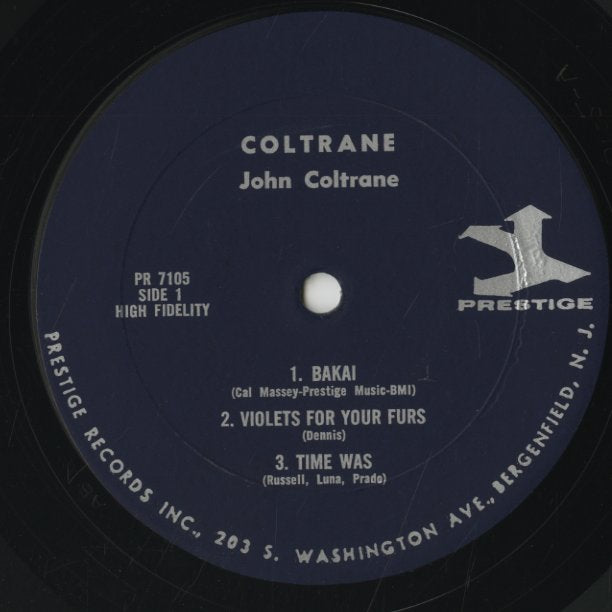 COLTRANE
John Coltrane
PR 7105
SIDE 1
HIGH FIDELITY
PRESTIGE
1. BAKAI
(Cal Massey-Prestige Music-BMI)
2. VIOLETS FOR YOUR FURS
(Dennis)
3. TIME WAS
(Russell, Luna, Prado)
PRESTIGE RECORDS INC., 203 S. WASHINGTON AVE., BERGENFIELD, N. J.